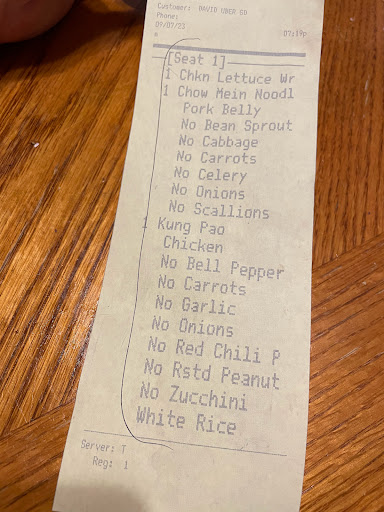 Customer: DAVID UBER GO
Phone:
09/07/23
07:19P
[Seat 1]
1 Chkn Lettuce Wr
1 Chow Mein Noodl
Pork Belly
No Bean Sprout
No Cabbage
No Carrots
No Celery
No Onions
No Scallions
1 Kung Pao
Chicken
No Bell Pepper
No Carrots
No Garlic
No Onions
No Red Chili P
No Rstd Peanut
No Zucchini
White Rice
Server: T
Reg: 1